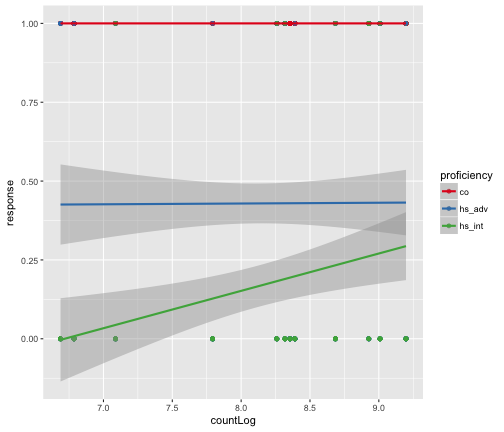 1.00
0.75
0.50
0.25
0.00
response
7.0 7.5 8.0 8.5 9.0
countLog
proficiency
co
hs_adv
hs_int